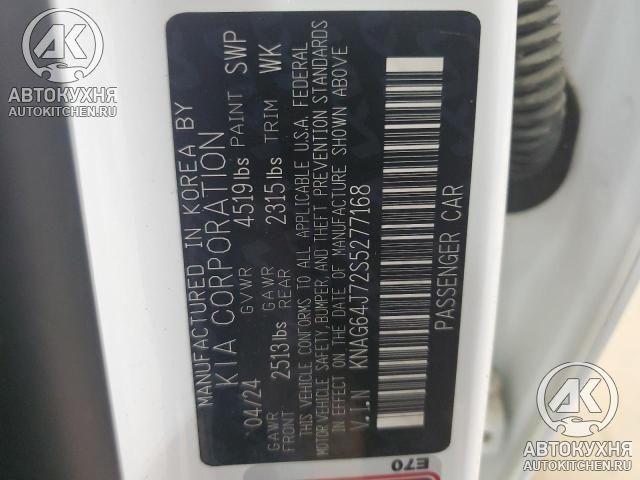 MANUFACTURED IN KOREA BY
KIA CORPORATION
04/24 GVWR 4519lbs PAINT SWP
GAWR FRONT 2513lbs GAWR REAR 2315lbs TRIM WK
THIS VEHICLE CONFORMS TO ALL APPLICABLE U.S.A. FEDERAL
MOTOR VEHICLE SAFETY, BUMPER, AND THEFT PREVENTION STANDARDS
IN EFFECT ON THE DATE OF MANUFACTURE SHOWN ABOVE
V.I.N KNAG64J72S5277168
PASSENGER CAR
E70
АК
АВТОКУХНЯ
AUTOKITCHEN.RU
АК
АВТОКУХНЯ
AUTOKITCHEN.RU